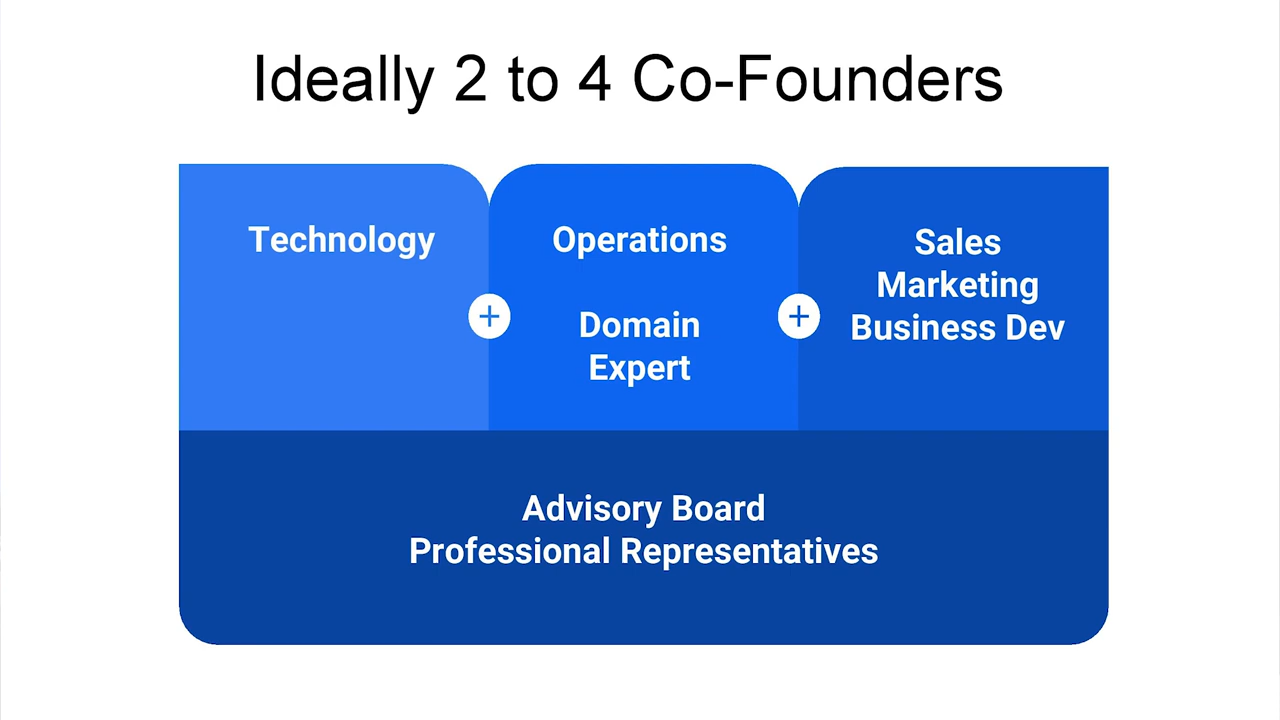 Ideally 2 to 4 Co-Founders
Technology
+
Operations
Domain
Expert
+
Sales
Marketing
Business Dev
Advisory Board
Professional Representatives